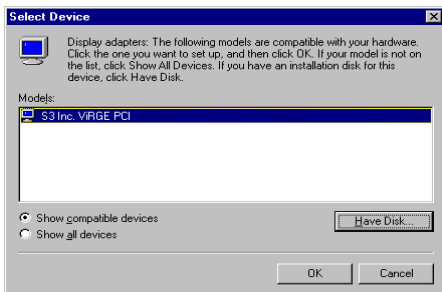 Select Device
Display adapters: The following models are compatible with your hardware.
Click the one you want to set up, and then click OK. If your model is not on
the list, click Show All Devices. If you have an installation disk for this
device, click Have Disk.
Models:
S3 Inc. ViRGE PCI
Show compatible devices
Show all devices
Have Disk...
OK
Cancel